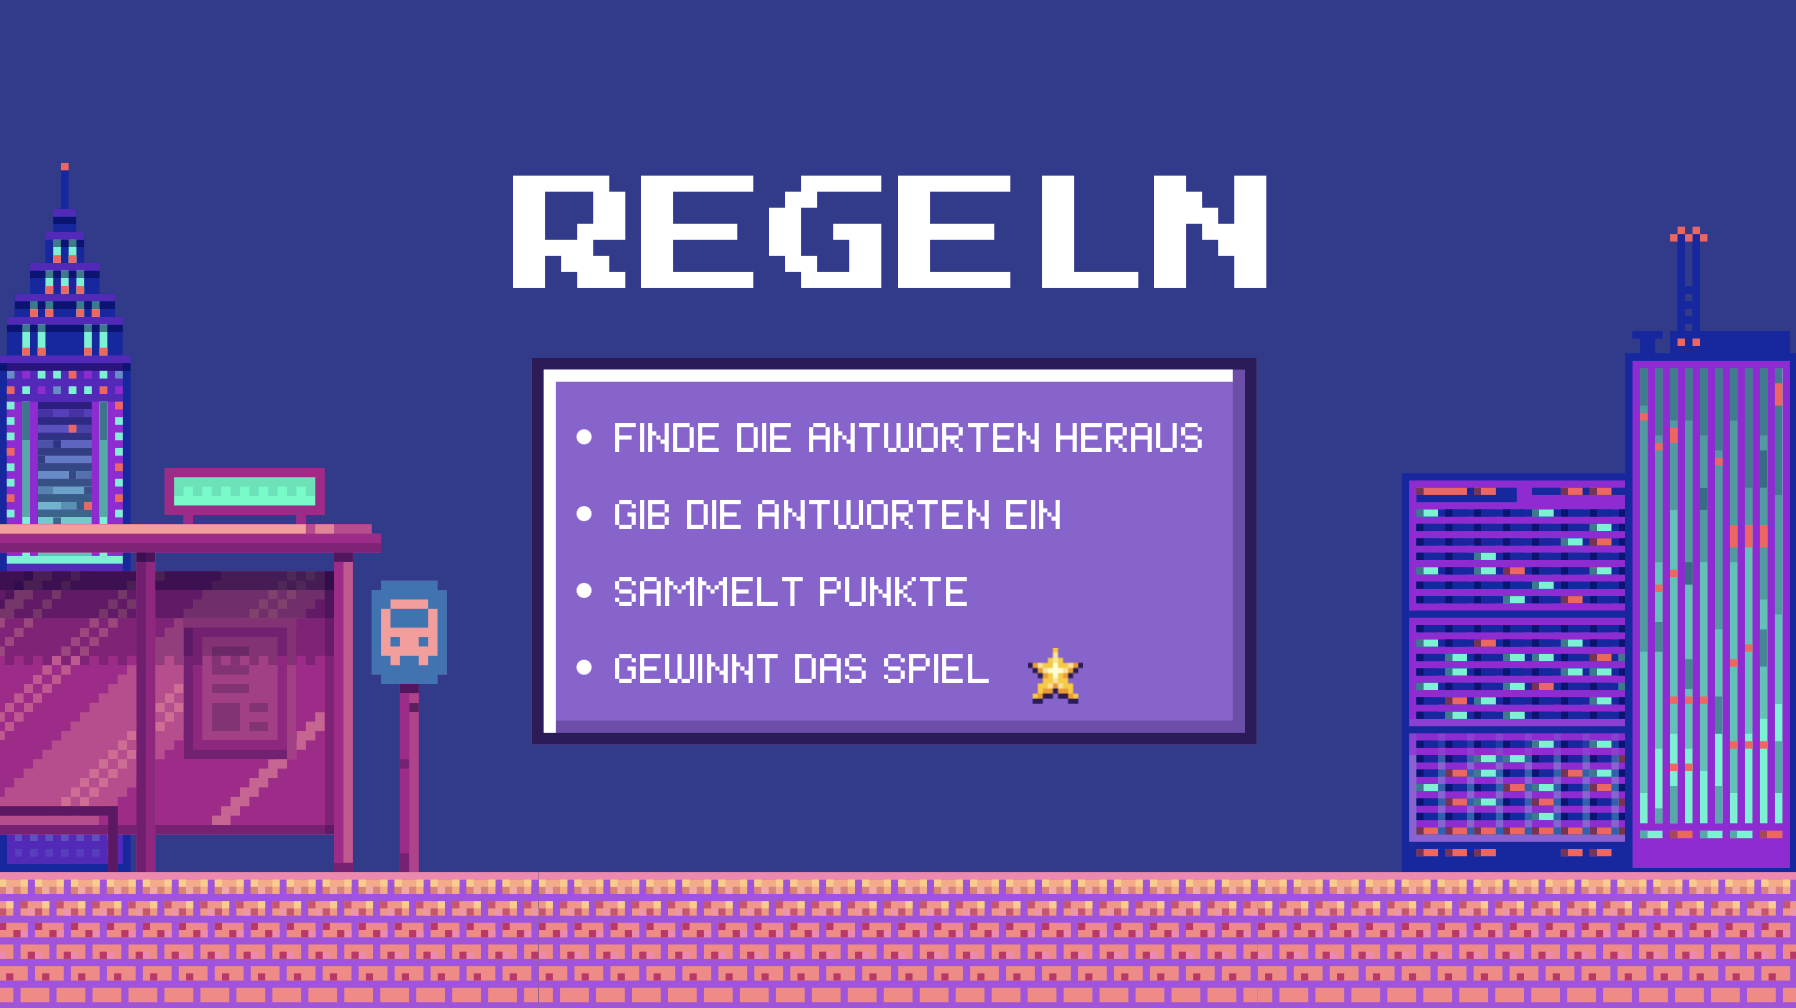 REGELN
• FINDE DIE ANTWORTEN HERAUS
• GIB DIE ANTWORTEN EIN
• SAMMELT PUNKTE
• GEWINNT DAS SPIEL